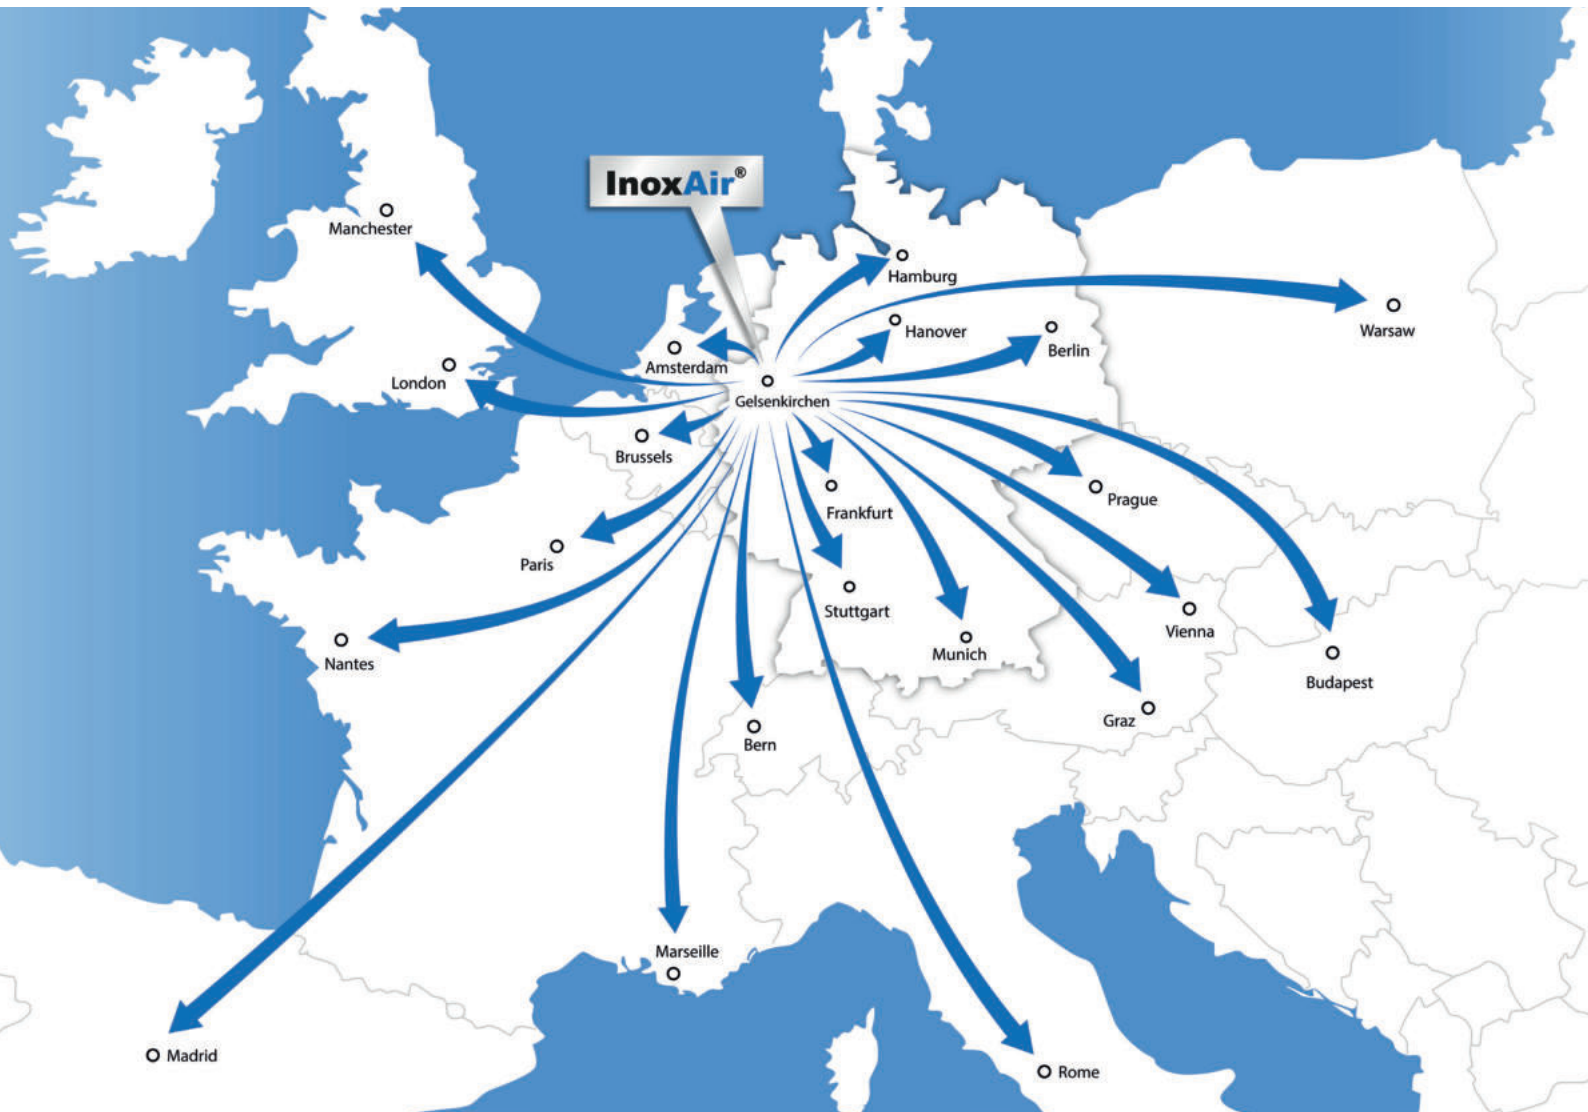 InoxAir®
Manchester
Hamburg
Warsaw
Hanover
Berlin
Amsterdam
London
Gelsenkirchen
Brussels
Prague
Frankfurt
Paris
Stuttgart
Vienna
Munich
Nantes
Budapest
Graz
Bern
Marseille
Madrid
Rome